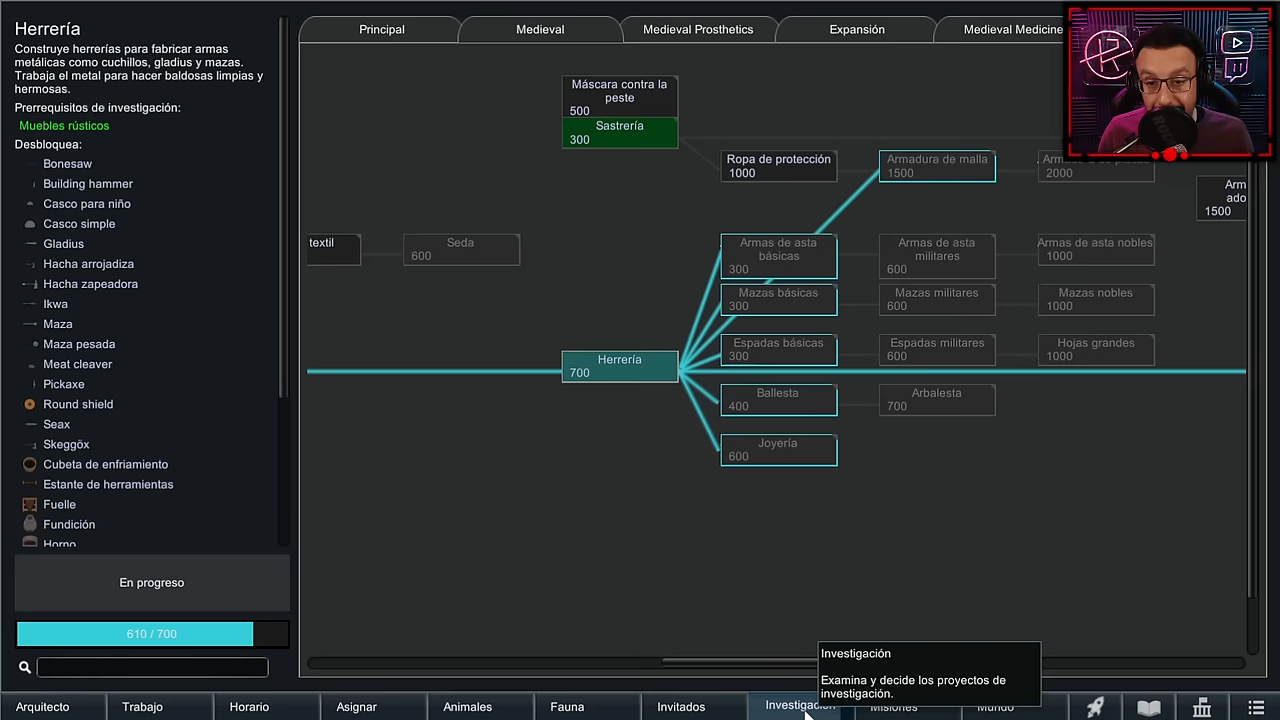 Herrería
Construye herrerías para fabricar armas
metálicas como cuchillos, gladius y mazas.
Trabaja el metal para hacer baldosas limpias y
hermosas.
Prerrequisitos de investigación:
Muebles rústicos
Desbloquea:
Bonesaw
Building hammer
Casco para niño
Casco simple
Gladius
Hacha arrojadiza
Hacha zapeadora
Ikwa
Maza
Maza pesada
Meat cleaver
Pickaxe
Round shield
Seax
Skeggöx
Cubeta de enfriamiento
Estante de herramientas
Fuelle
Fundición
Horno
En progreso
610 / 700
Principal
Medieval
Medieval Prosthetics
Expansión
Medieval Medicine
Máscara contra la
peste
500
Sastrería
300
Ropa de protección
1000
Armadura de malla
1500
2000
Arm
ado
1500
textil
Seda
600
Armas de asta
básicas
300
Armas de asta
militares
600
Armas de asta nobles
1000
Mazas básicas
300
Mazas militares
600
Mazas nobles
1000
Herrería
700
Espadas básicas
300
Espadas militares
600
Hojas grandes
1000
Ballesta
400
Arbalesta
700
Joyería
600
Investigación
Examina y decide los proyectos de
investigación.
Arquitecto
Trabajo
Horario
Asignar
Animales
Fauna
Invitados
Investigación
Misiones
Mundo